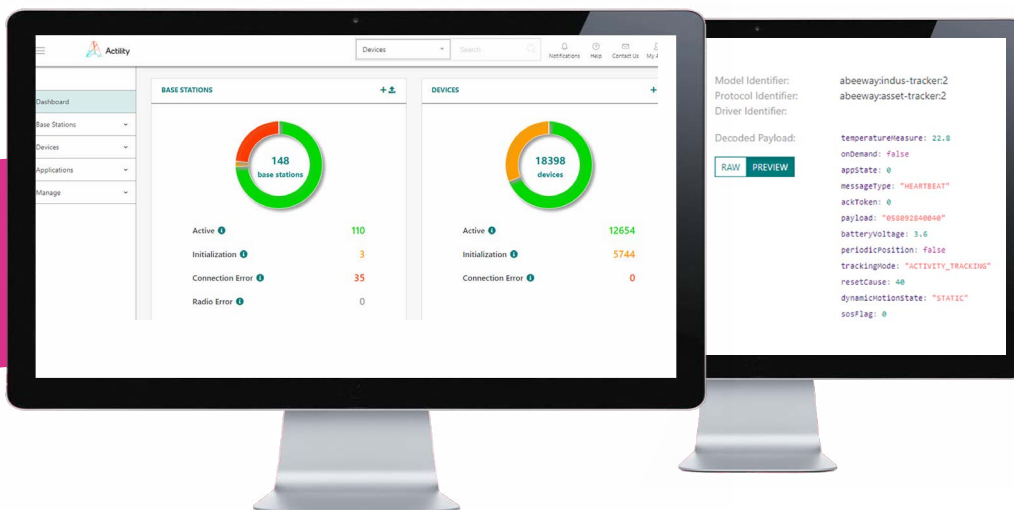 Actility
Devices
Search
Notifications
Help
Contact Us
My A
Dashboard
Base Stations
Devices
Applications
Manage
BASE STATIONS
148
base stations
Active 110
Initialization 3
Connection Error 35
Radio Error 0
DEVICES
18398
devices
Active 12654
Initialization 5744
Connection Error 0
Model Identifier: abeeway:indus-tracker:2
Protocol Identifier: abeeway:asset-tracker:2
Driver Identifier:
Decoded Payload:
RAW PREVIEW
temperatureMeasure: 22.8
onDemand: false
appState: 0
messageType: "HEARTBEAT"
ackToken: 0
payload: "058092840040"
batteryVoltage: 3.6
periodicPosition: false
trackingMode: "ACTIVITY_TRACKING"
resetCause: 40
dynamicMotionState: "STATIC"
sosFlag: 0